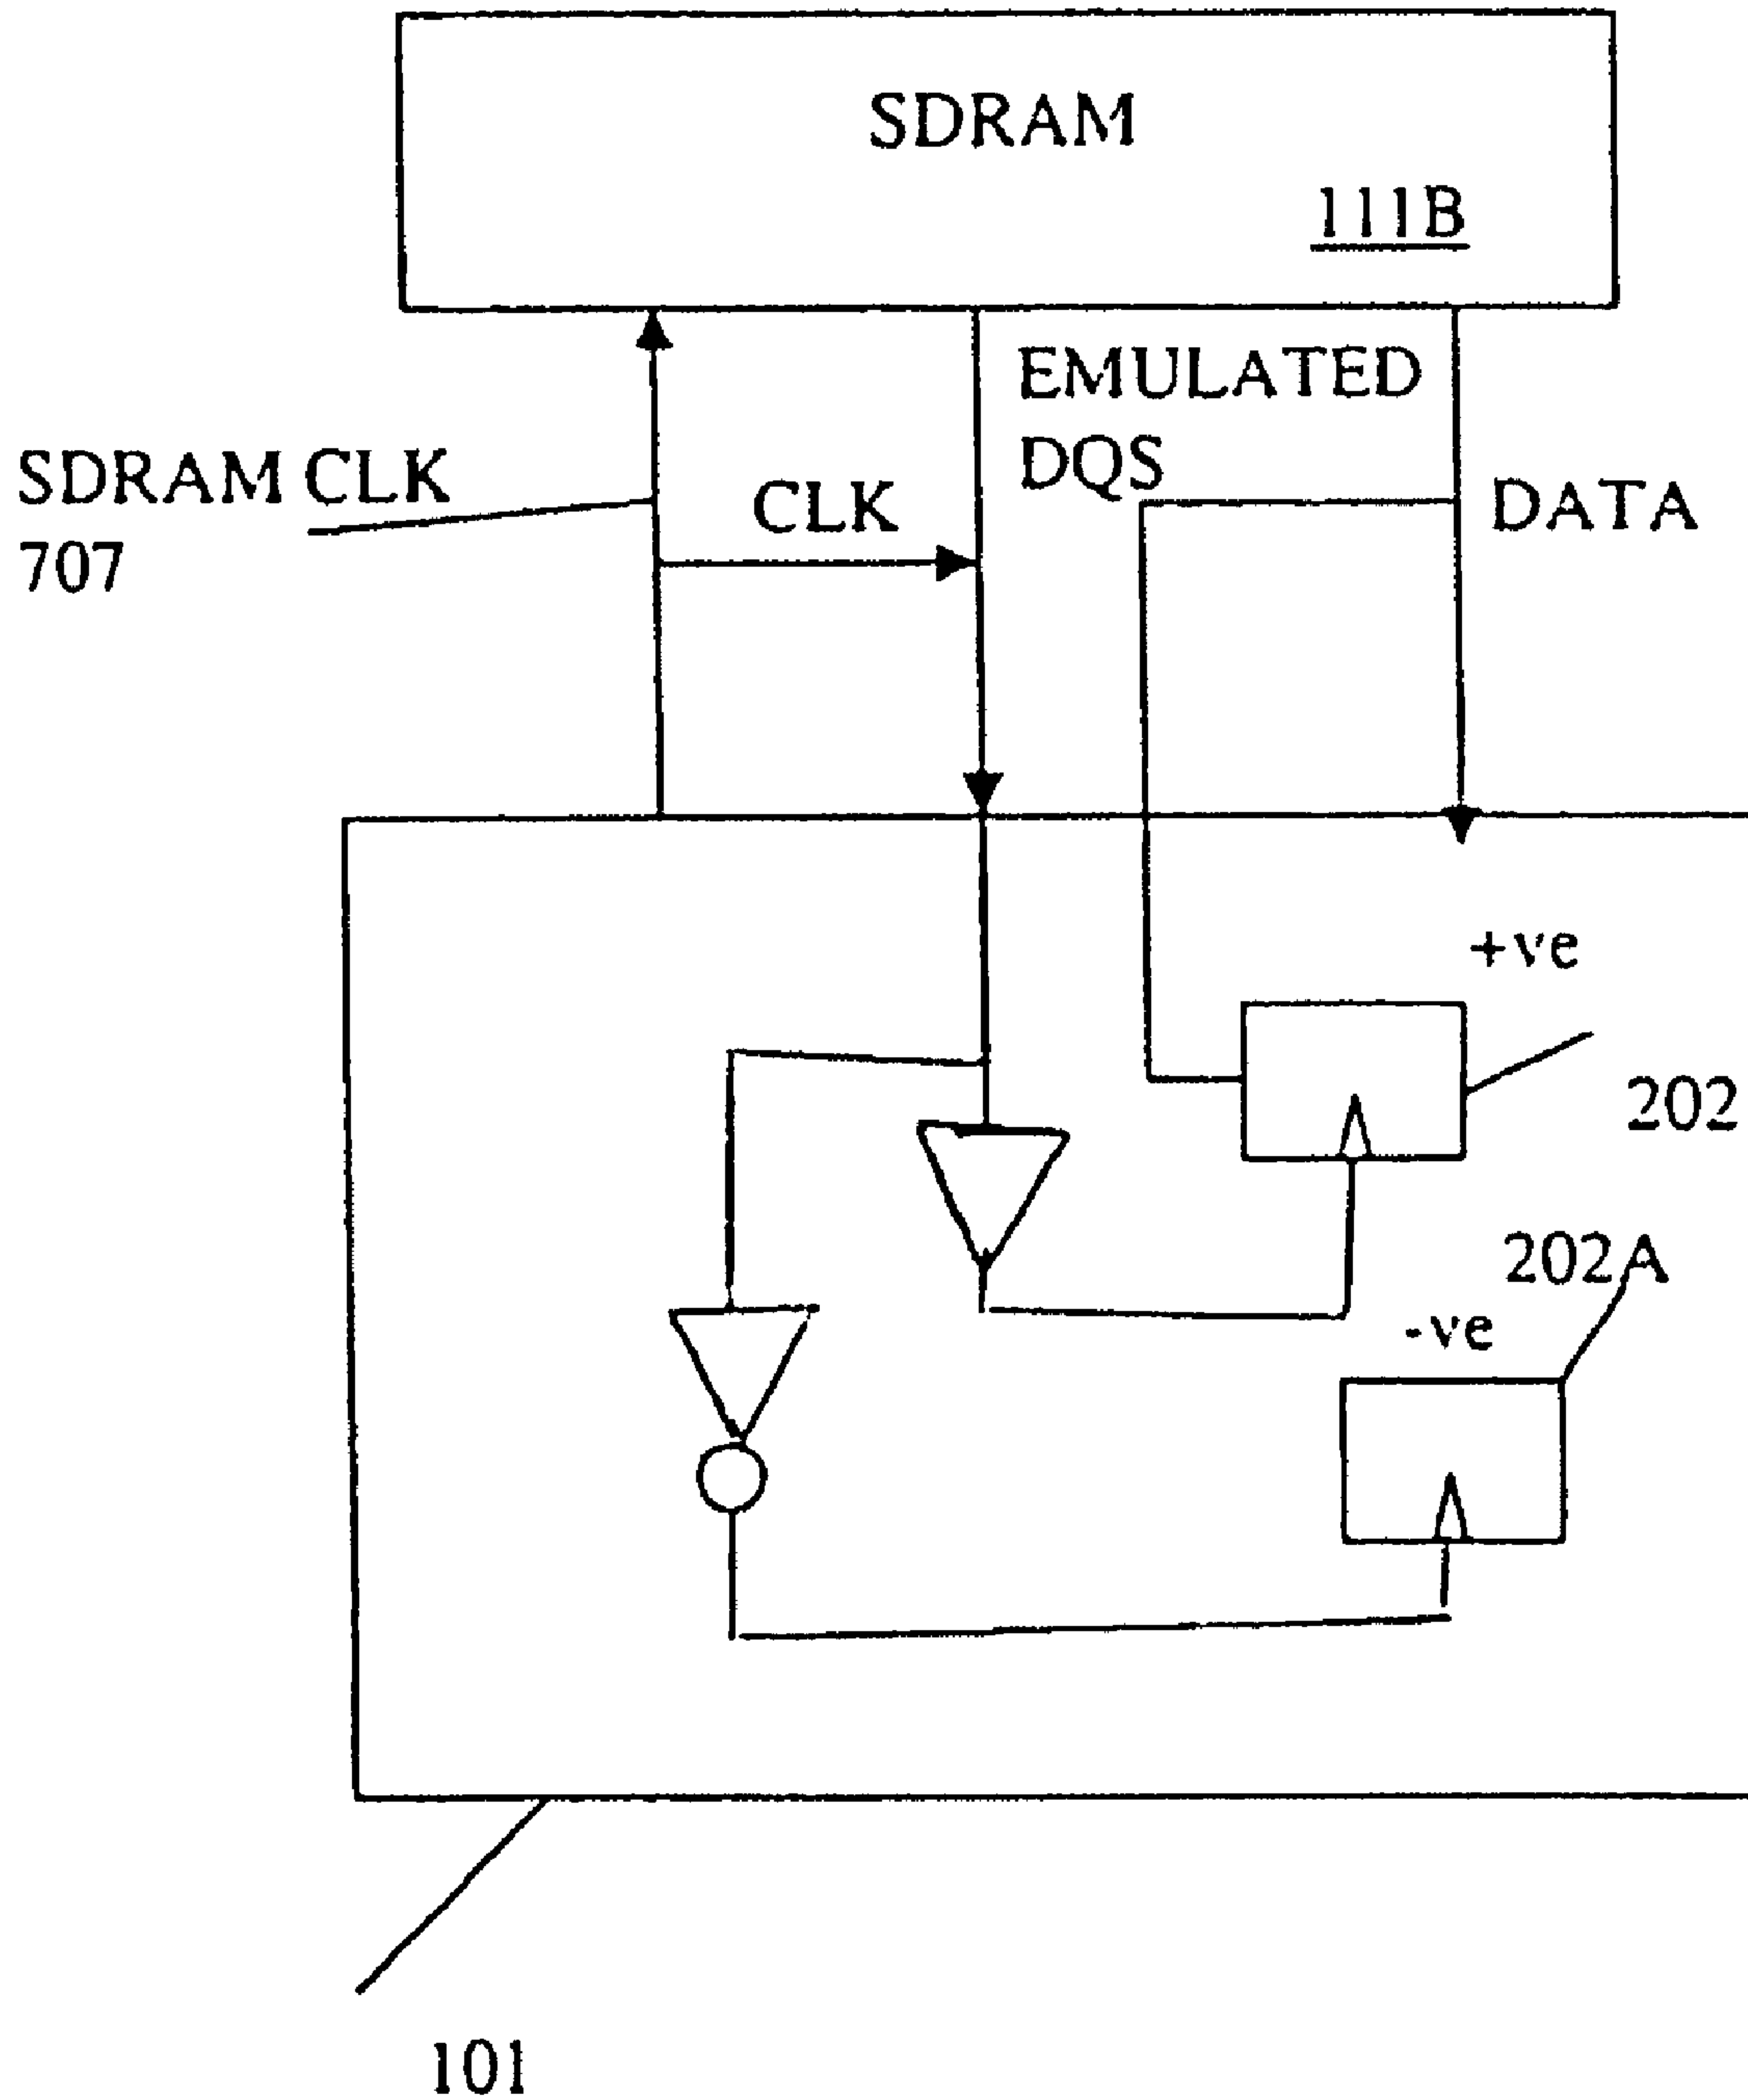 SDRAM
111B
EMULATED
DQS
SDRAM CLK
707
CLK
DATA
+ve
202
202A
-ve
101